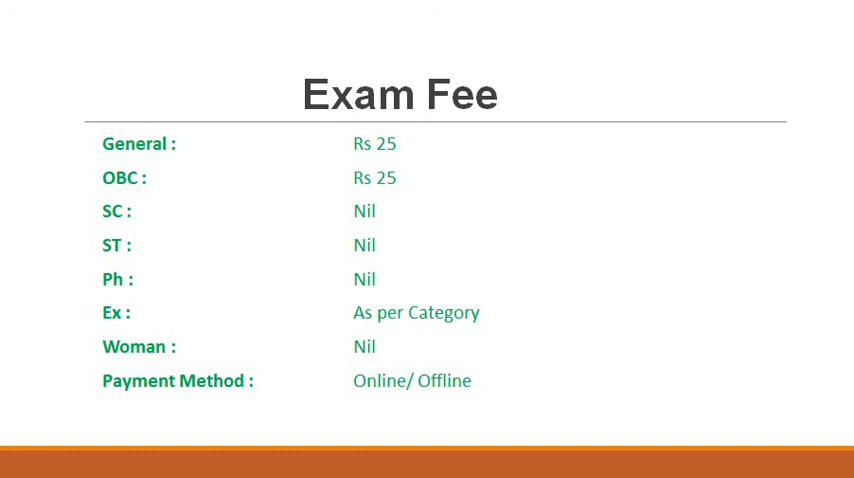 Exam Fee
General : Rs 25
OBC : Rs 25
SC : Nil
ST : Nil
Ph : Nil
Ex : As per Category
Woman : Nil
Payment Method : Online/ Offline